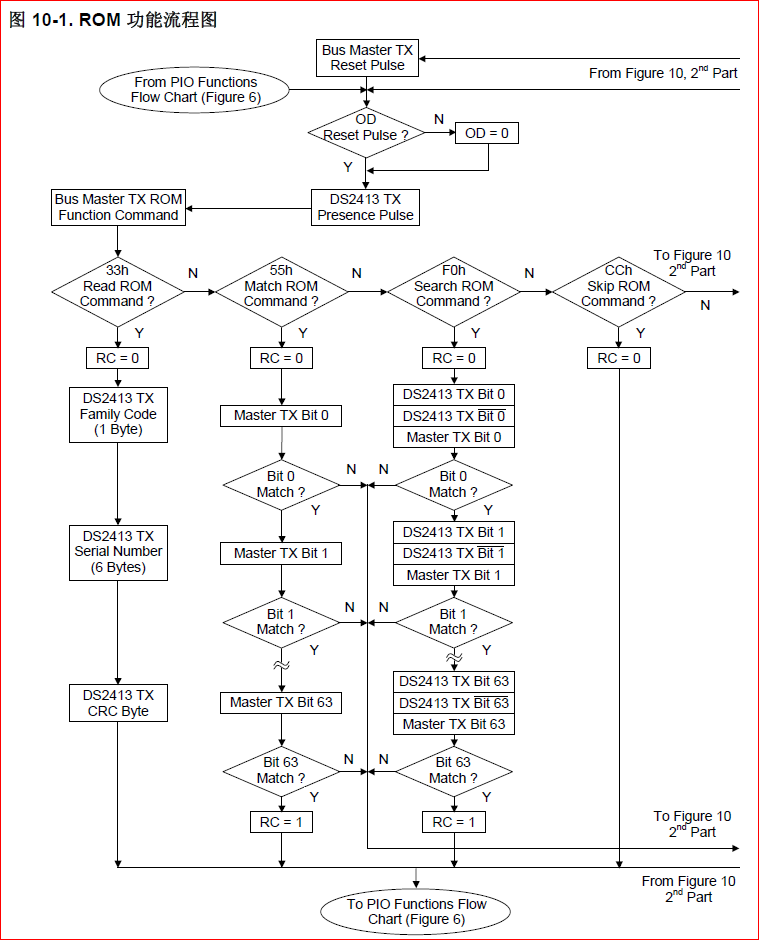 图 10-1. ROM 功能流程图
Bus Master TX
Reset Pulse
From Figure 10, 2nd Part
From PIO Functions
Flow Chart (Figure 6)
OD
Reset Pulse ?
N
OD = 0
Y
Bus Master TX ROM
Function Command
DS2413 TX
Presence Pulse
33h
Read ROM
Command ?
N
Y
55h
Match ROM
Command ?
N
Y
F0h
Search ROM
Command ?
N
Y
CCh
Skip ROM
Command ?
N
Y
To Figure 10
2nd Part
RC = 0
RC = 0
RC = 0
RC = 0
DS2413 TX
Family Code
(1 Byte)
DS2413 TX
Serial Number
(6 Bytes)
DS2413 TX
CRC Byte
Master TX Bit 0
Bit 0
Match ?
N
Y
Master TX Bit 1
Bit 1
Match ?
N
Y
Master TX Bit 63
Bit 63
Match ?
N
Y
RC = 1
DS2413 TX Bit 0
DS2413 TX B̅i̅t̅ ̅0̅
Master TX Bit 0
Bit 0
Match ?
N
Y
DS2413 TX Bit 1
DS2413 TX B̅i̅t̅ ̅1̅
Master TX Bit 1
Bit 1
Match ?
N
Y
DS2413 TX Bit 63
DS2413 TX B̅i̅t̅ ̅6̅3̅
Master TX Bit 63
Bit 63
Match ?
N
Y
RC = 1
To Figure 10
2nd Part
From Figure 10
2nd Part
To PIO Functions Flow
Chart (Figure 6)